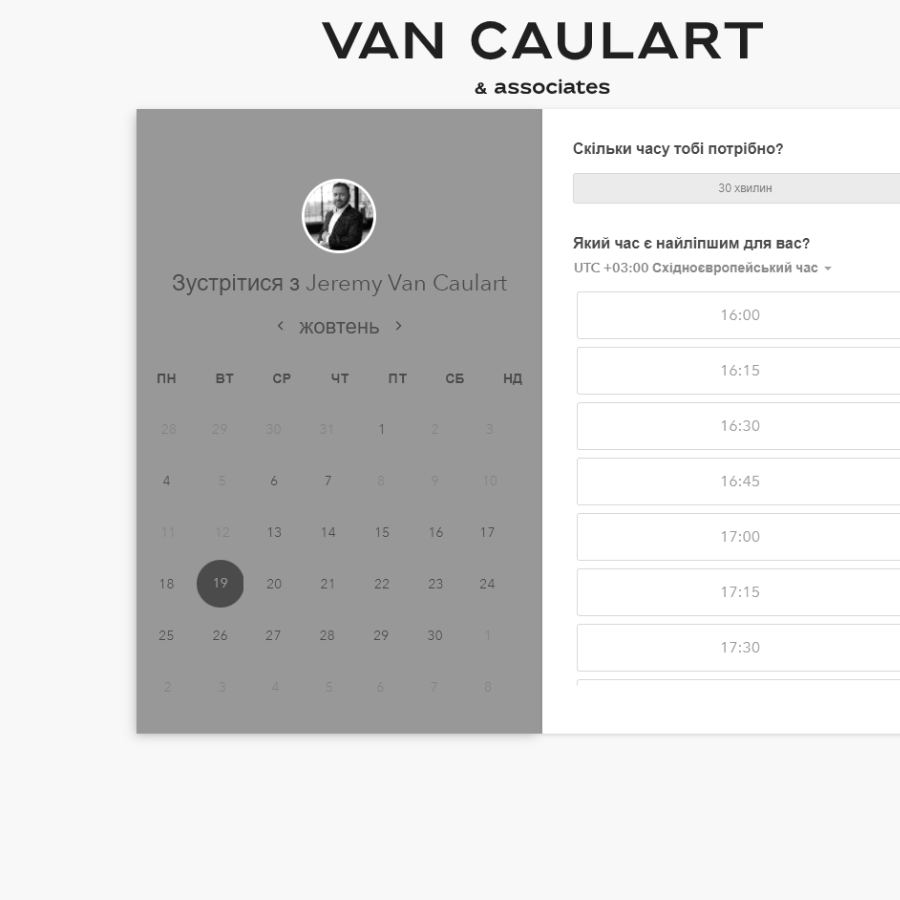 VAN CAULART
& associates
Зустрітися з Jeremy Van Caulart
жовтень
ПН ВТ СР ЧТ ПТ СБ НД
28 29 30 31 1 2 3
4 5 6 7 8 9 10
11 12 13 14 15 16 17
18 19 20 21 22 23 24
25 26 27 28 29 30 1
2 3 4 5 6 7 8
Скільки часу тобі потрібно?
30 хвилин
Який час є найліпшим для вас?
UTC +03:00 Східноєвропейський час
16:00
16:15
16:30
16:45
17:00
17:15
17:30